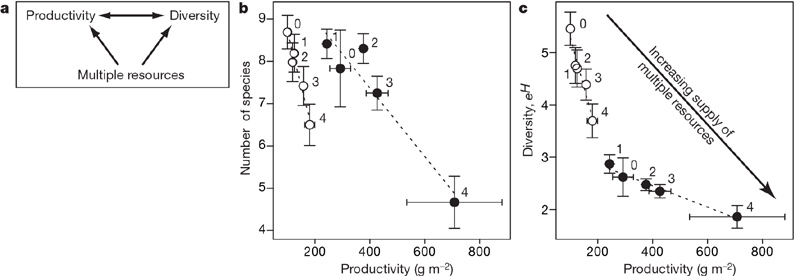 a
Productivity Diversity
Multiple resources
b
Number of species
9
8
7
6
5
4
0
1
2
3
4
1
0
2
3
4
200 400 600 800
Productivity (g m⁻²)
c
Diversity, eᴴ
5
4
3
2
0
1
2
3
4
1
0
2
3
4
Increasing supply of
multiple resources
0 200 400 600 800
Productivity (g m⁻²)